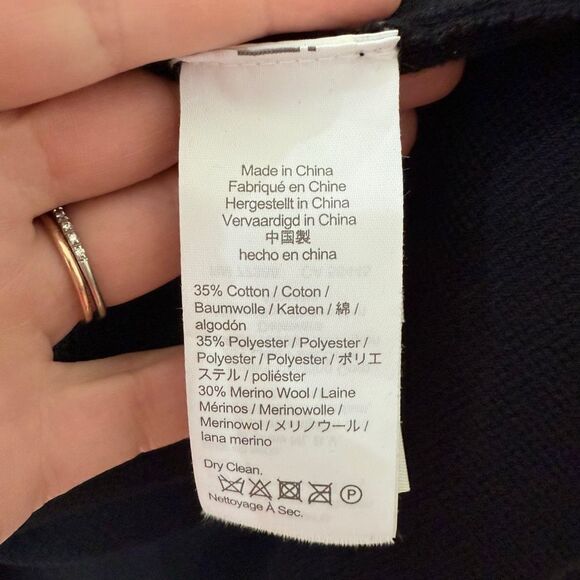 Made in China
Fabriqué en Chine
Hergestellt in China
Vervaardigd in China
中国製
hecho en china
35% Cotton / Coton /
Baumwolle / Katoen / 綿 /
algodón
35% Polyester / Polyester /
Polyester / Polyester / ポリエ
ステル / poliéster
30% Merino Wool / Laine
Mérinos / Merinowolle /
Merinowol / メリノウール /
lana merino
Dry Clean.
P
Nettoyage À Sec.